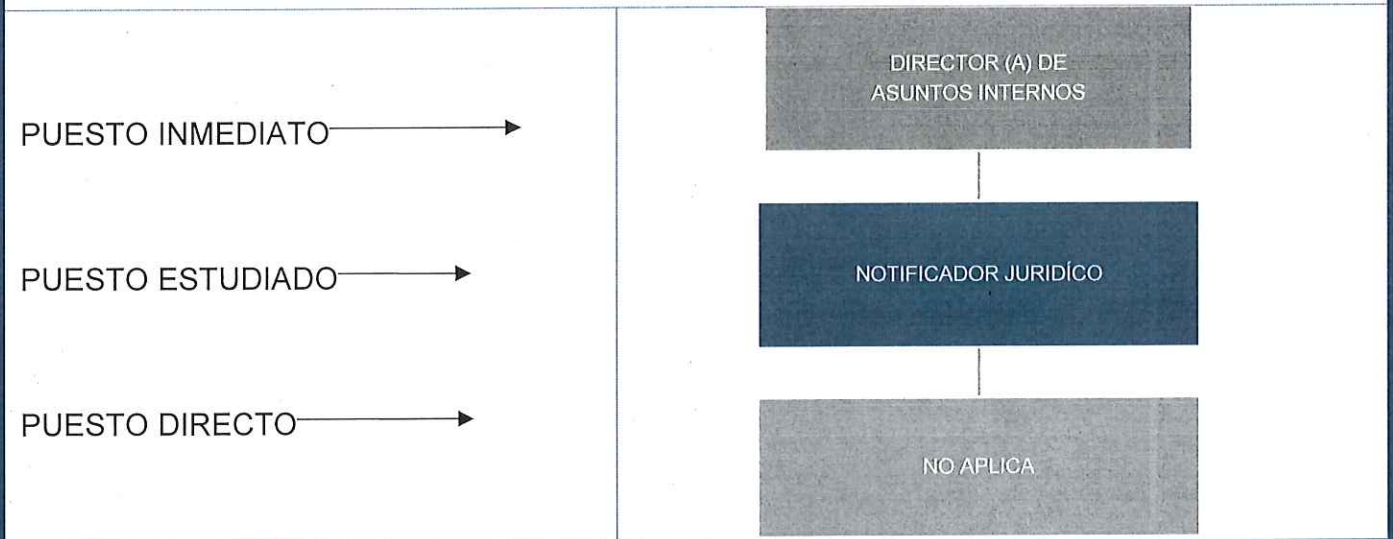 PUESTO INMEDIATO
DIRECTOR (A) DE
ASUNTOS INTERNOS
PUESTO ESTUDIADO
NOTIFICADOR JURIDÍCO
PUESTO DIRECTO
NO APLICA